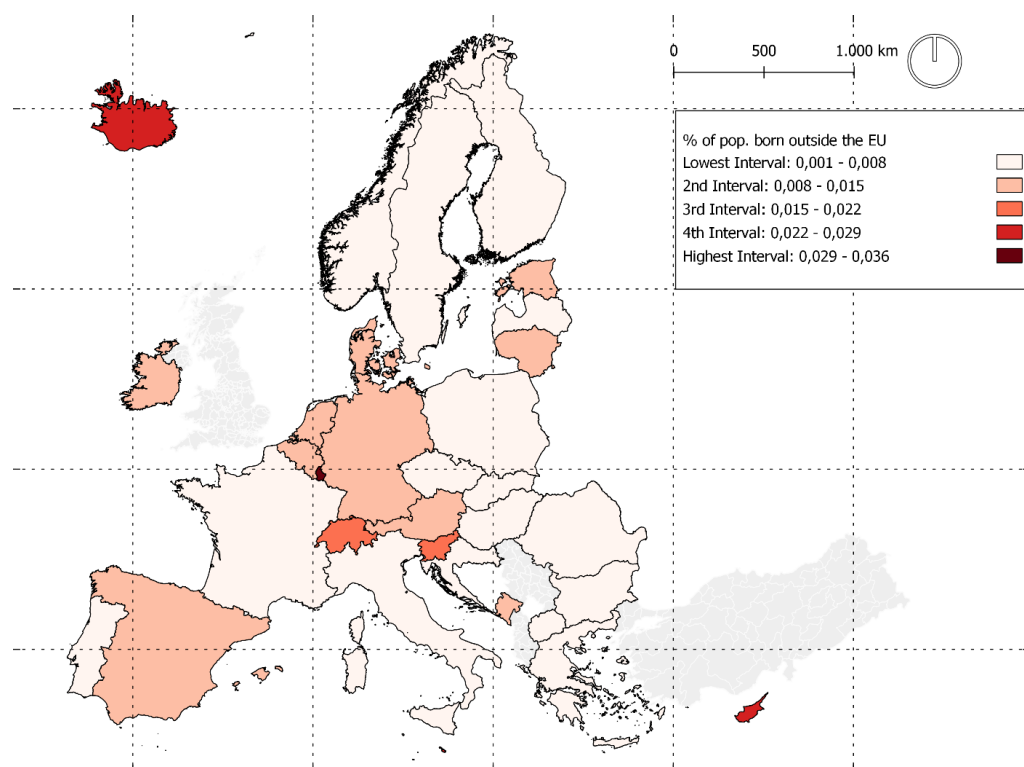 0 500 1.000 km
% of pop. born outside the EU
Lowest Interval: 0,001 - 0,008
2nd Interval: 0,008 - 0,015
3rd Interval: 0,015 - 0,022
4th Interval: 0,022 - 0,029
Highest Interval: 0,029 - 0,036